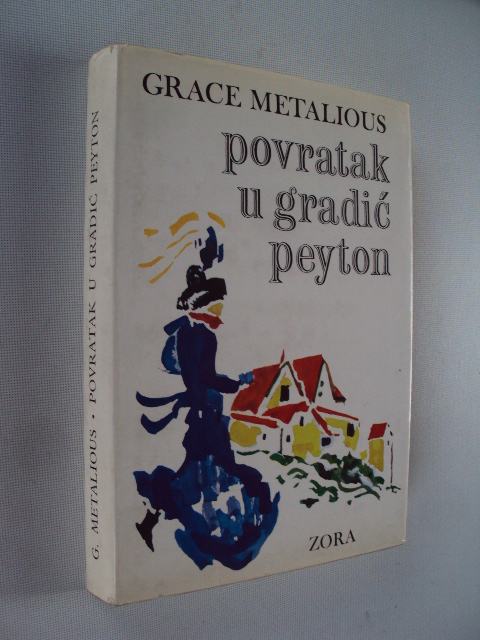 GRACE METALIOUS
povratak
u gradić
peyton
ZORA
G. METALIOUS • POVRATAK U GRADIĆ PEYTON